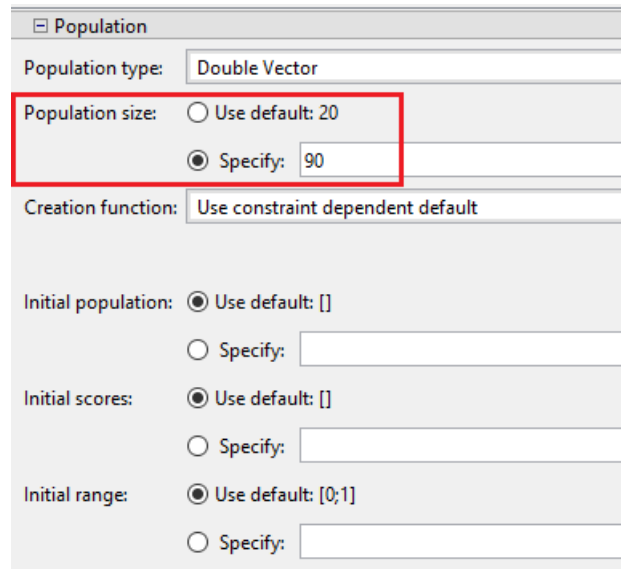 Population
Population type: Double Vector
Population size: Use default: 20
Specify: 90
Creation function: Use constraint dependent default
Initial population: Use default: []
Specify:
Initial scores: Use default: []
Specify:
Initial range: Use default: [0;1]
Specify: